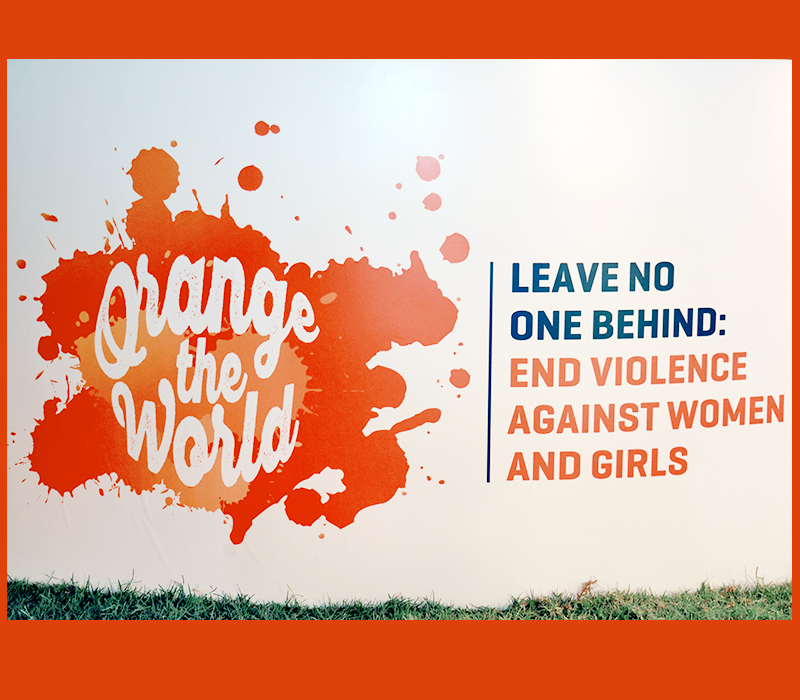 Orange
the
World
LEAVE NO
ONE BEHIND:
END VIOLENCE
AGAINST WOMEN
AND GIRLS